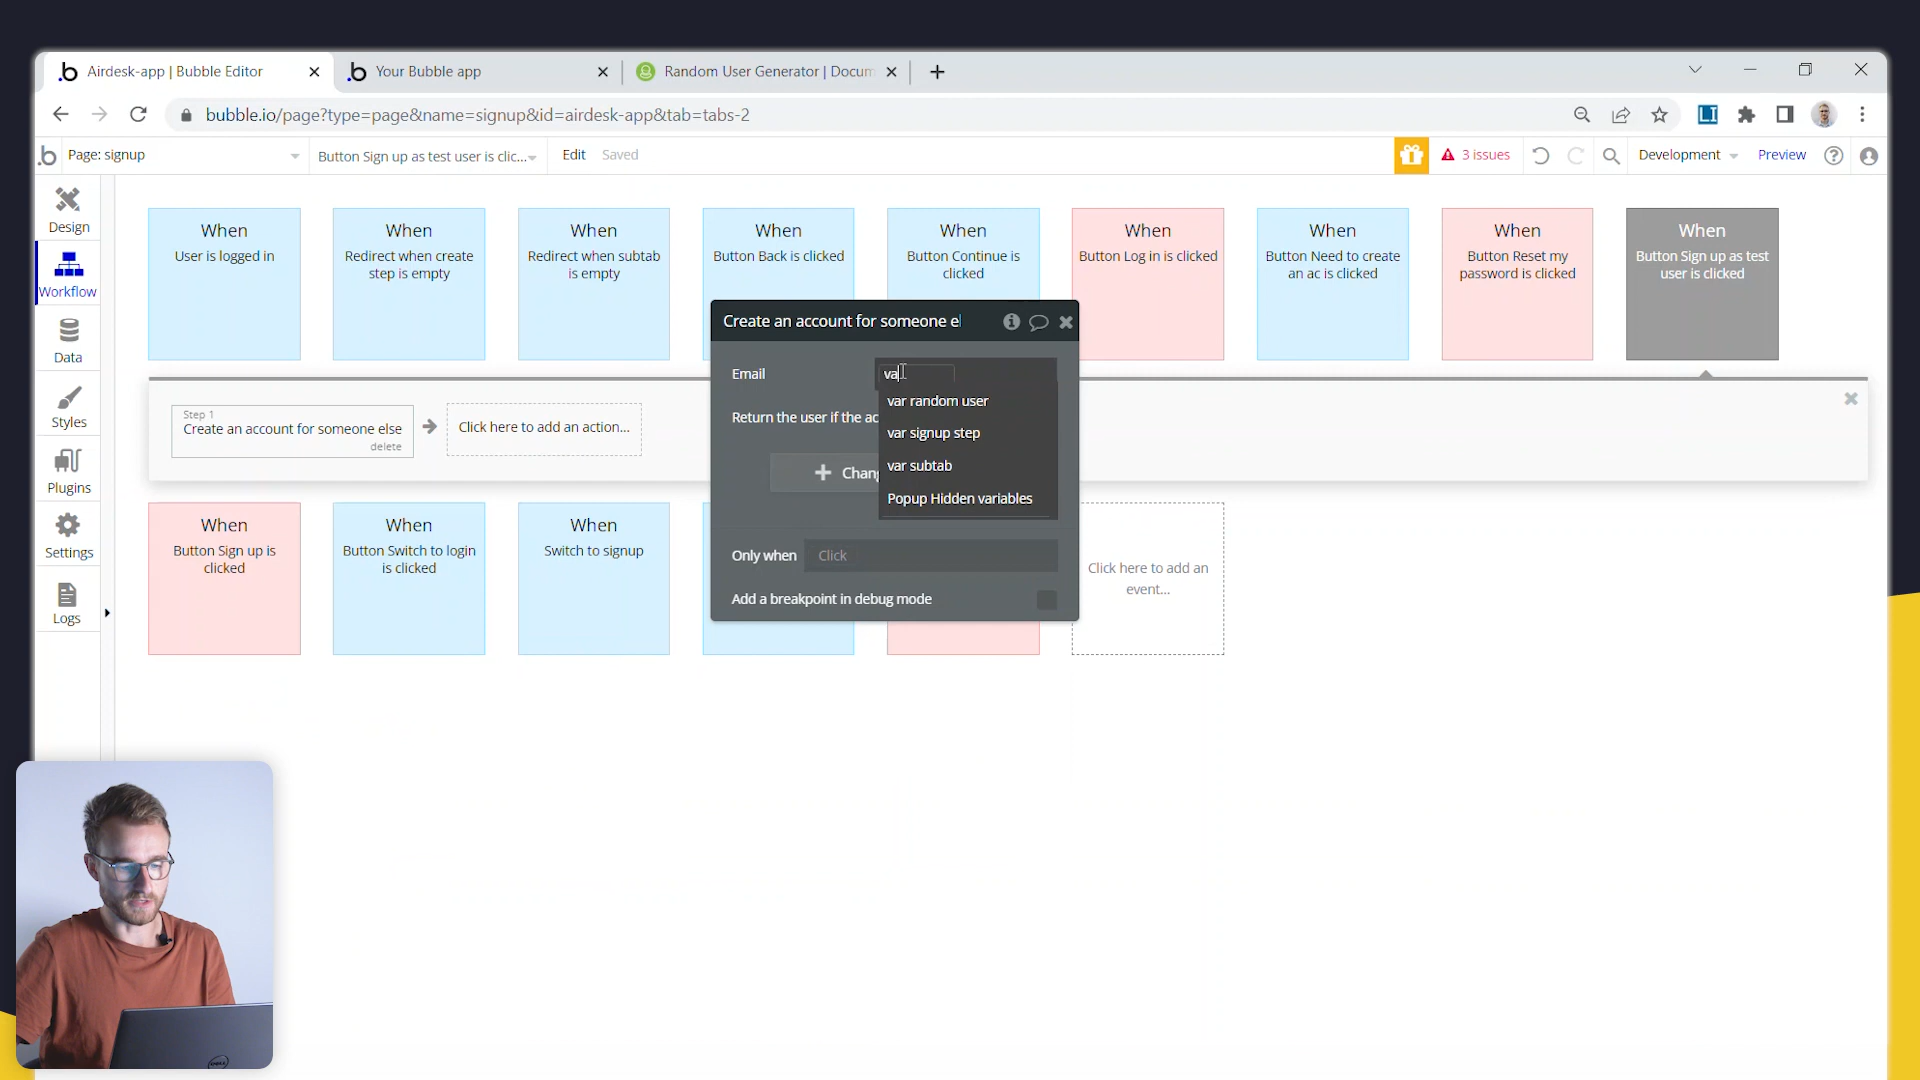 Airdesk-app | Bubble Editor
Your Bubble app
Random User Generator | Docum
bubble.io/page?type=page&name=signup&id=airdesk-app&tab=tabs-2
Page: signup
Button Sign up as test user is clic...
Edit
Saved
3 issues
Development
Preview
Design
Workflow
Data
Styles
Plugins
Settings
Logs
When
User is logged in
When
Redirect when create
step is empty
When
Redirect when subtab
is empty
When
Button Back is clicked
When
Button Continue is
clicked
When
Button Log in is clicked
When
Button Need to create
an ac is clicked
When
Button Reset my
password is clicked
When
Button Sign up as test
user is clicked
Step 1
Create an account for someone else
delete
Click here to add an action...
Create an account for someone el
Email
va
var random user
var signup step
var subtab
Popup Hidden variables
Return the user if the ac
Chang
Only when
Click
Add a breakpoint in debug mode
When
Button Sign up is
clicked
When
Button Switch to login
is clicked
When
Switch to signup
Click here to add an
event...